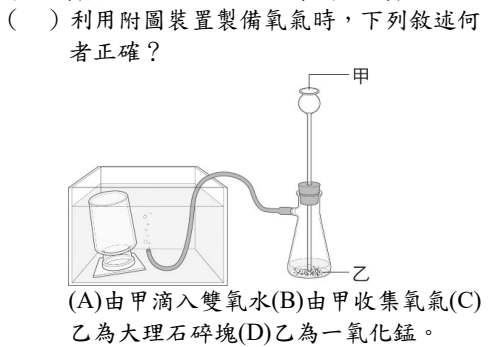 ( )利用附圖裝置製備氧氣時,下列敘述何
者正確?
甲
乙
(A)由甲滴入雙氧水(B)由甲收集氧氣(C)
乙為大理石碎塊(D)乙為一氧化錳。